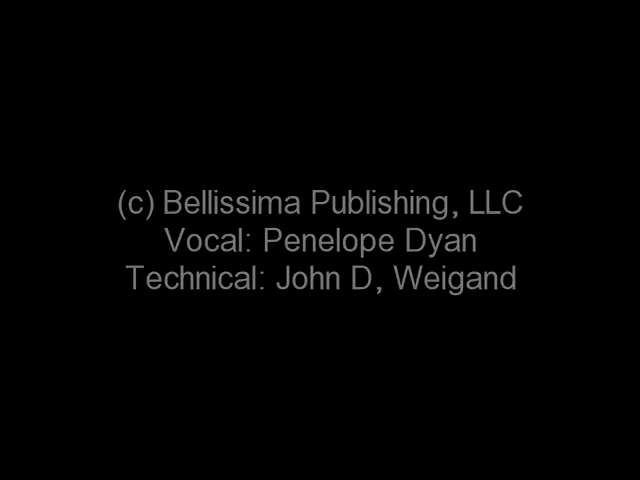 (c) Bellissima Publishing, LLC
Vocal: Penelope Dyan
Technical: John D, Weigand